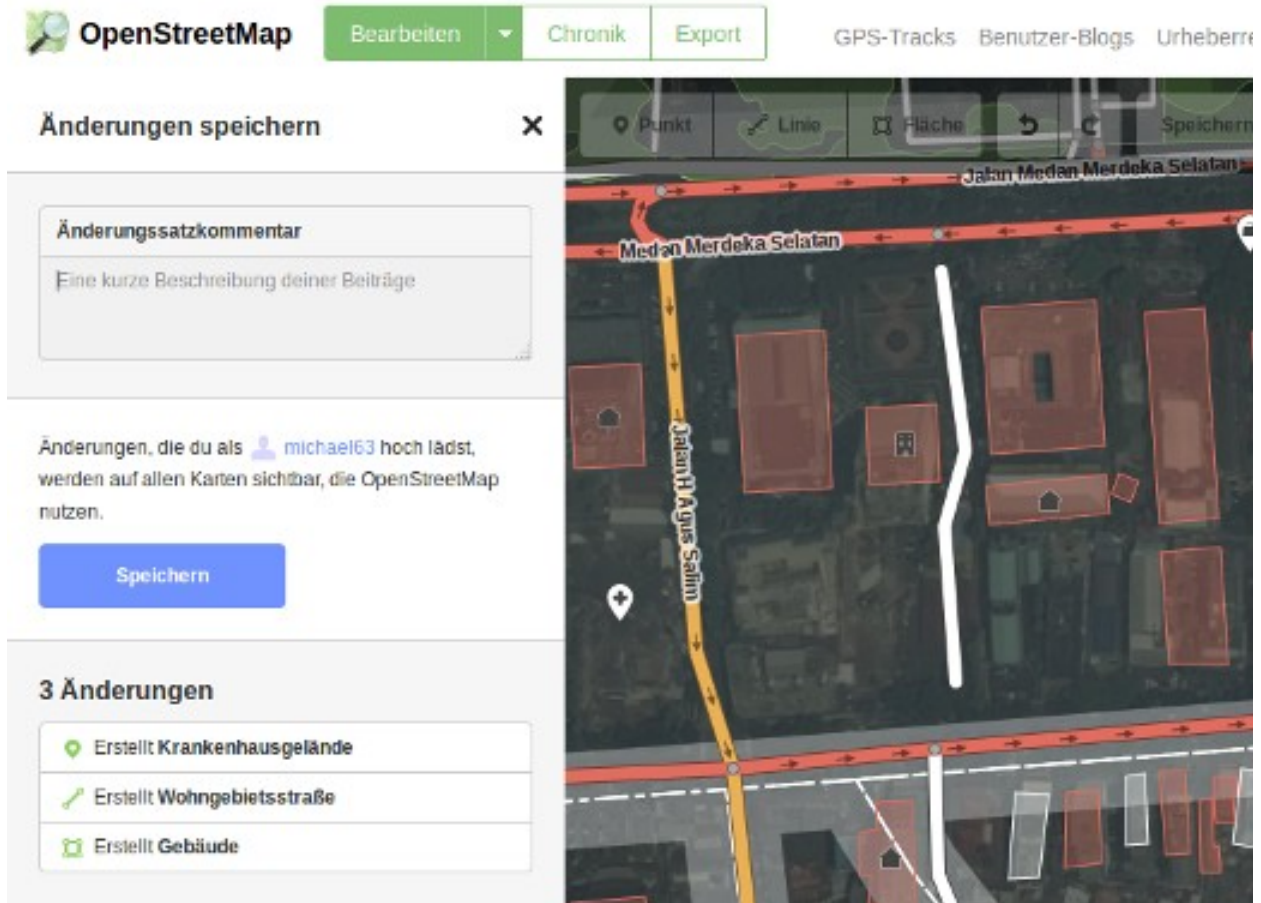 OpenStreetMap
Bearbeiten
Chronik
Export
GPS-Tracks Benutzer-Blogs
Änderungen speichern
Punkt
Linie
Fläche
Speichern
Jalan Medan Merdeka Selatan
Medan Merdeka Selatan
Änderungssatzkommentar
Eine kurze Beschreibung deiner Beiträge
Änderungen, die du als michael63 hoch lädst,
werden auf allen Karten sichtbar, die OpenStreetMap
nutzen.
Jalan H Agus Salim
Speichern
3 Änderungen
Erstellt Krankenhausgelände
Erstellt Wohngebietsstraße
Erstellt Gebäude